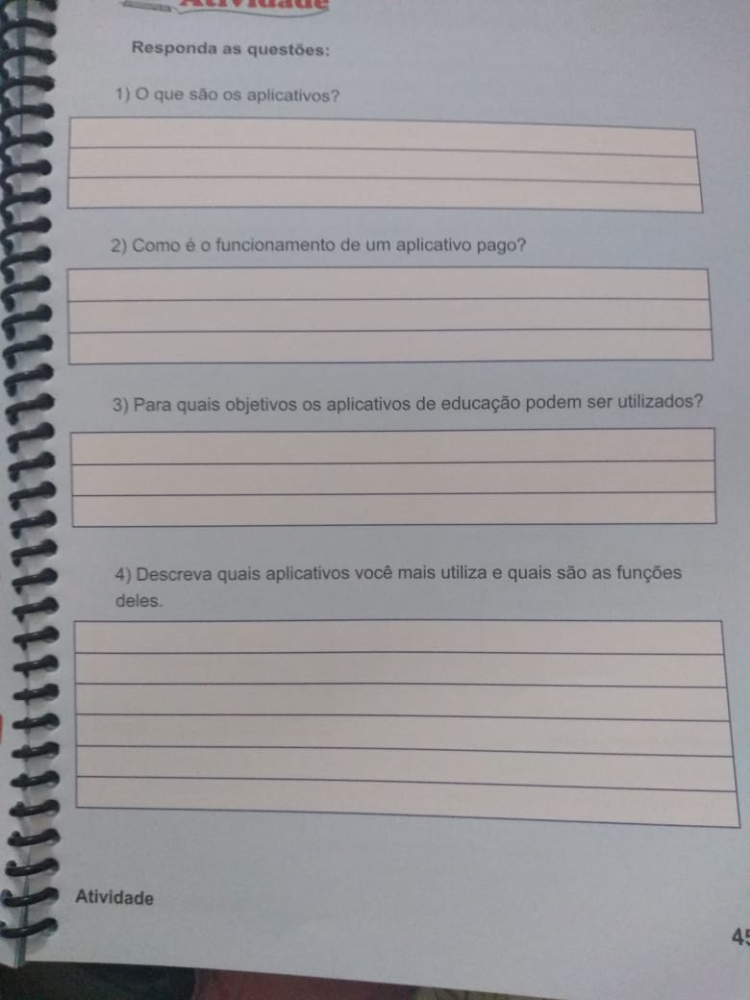 Atividade
Responda as questões:
1) O que são os aplicativos?
2) Como é o funcionamento de um aplicativo pago?
3) Para quais objetivos os aplicativos de educação podem ser utilizados?
4) Descreva quais aplicativos você mais utiliza e quais são as funções
deles.
Atividade
45